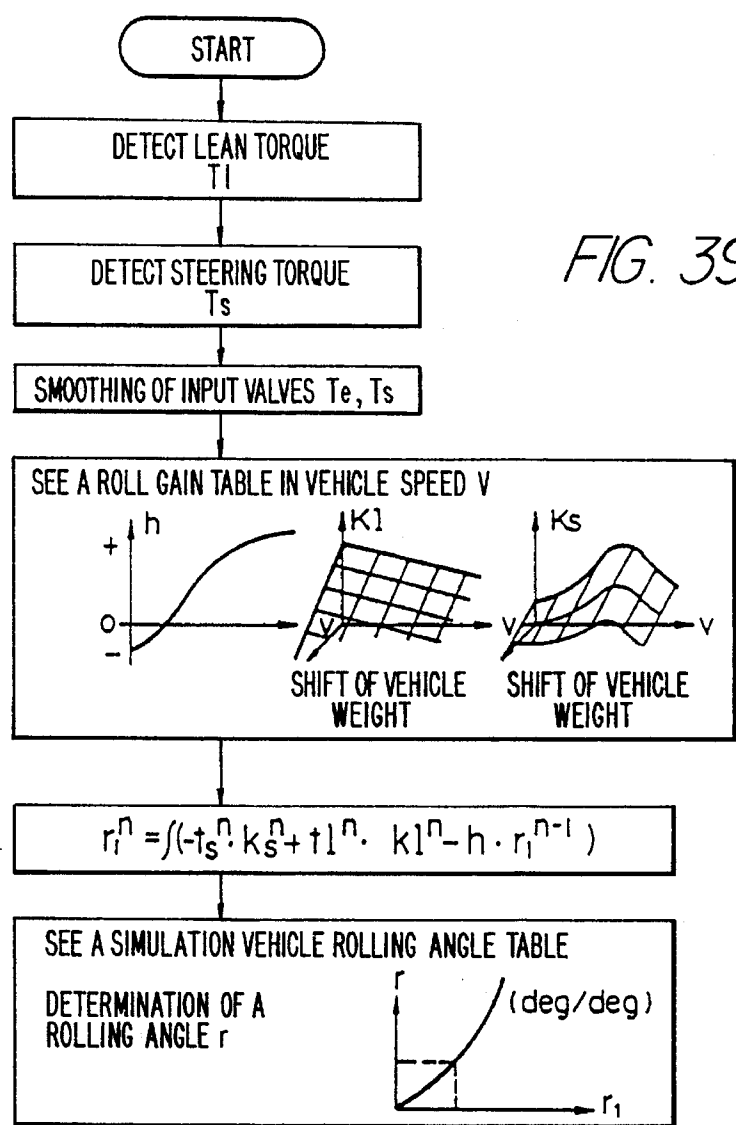 START
DETECT LEAN TORQUE
Tl
FIG. 39
DETECT STEERING TORQUE
Ts
SMOOTHING OF INPUT VALVES Te, Ts
SEE A ROLL GAIN TABLE IN VEHICLE SPEED V
h
+
0
-
Kl
V
V
SHIFT OF VEHICLE
WEIGHT
Ks
V
V
SHIFT OF VEHICLE
WEIGHT
r₁ⁿ = ∫(-tₛⁿ · kₛⁿ + tlⁿ · klⁿ - h · r₁ⁿ⁻¹ )
SEE A SIMULATION VEHICLE ROLLING ANGLE TABLE
DETERMINATION OF A
ROLLING ANGLE r
r
(deg/deg)
r₁